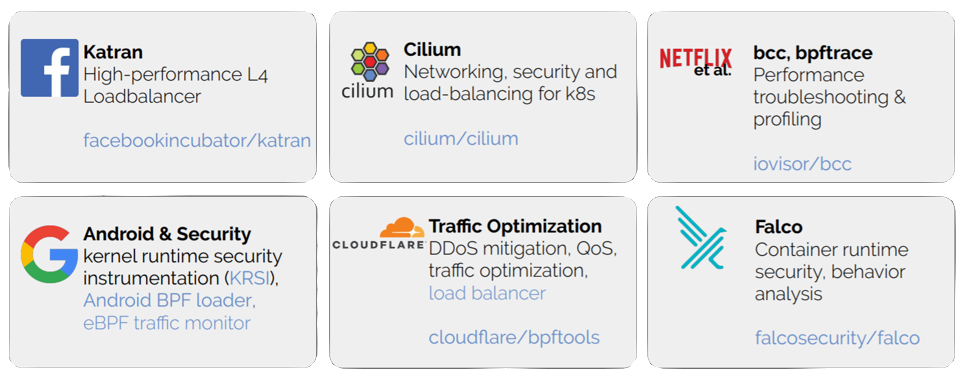 Katran
High-performance L4
Loadbalancer
facebookincubator/katran
cilium
Cilium
Networking, security and
load-balancing for k8s
cilium/cilium
NETFLIX
et al.
bcc, bpftrace
Performance
troubleshooting &
profiling
iovisor/bcc
Android & Security
kernel runtime security
instrumentation (KRSI),
Android BPF loader,
eBPF traffic monitor
CLOUDFLARE
Traffic Optimization
DDoS mitigation, QoS,
traffic optimization,
load balancer
cloudflare/bpftools
Falco
Container runtime
security, behavior
analysis
falcosecurity/falco